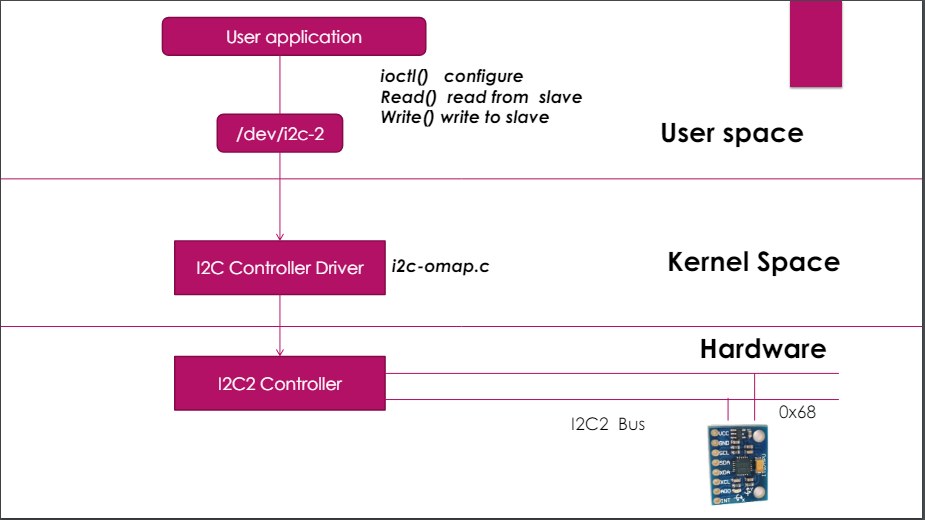 User application
ioctl()   configure
Read()  read from  slave
Write() write to slave
/dev/i2c-2
User space
I2C Controller Driver
i2c-omap.c
Kernel Space
Hardware
I2C2 Controller
I2C2  Bus
0x68
VCC
GND
SCL
SDA
XDA
XCL
ADO
INT